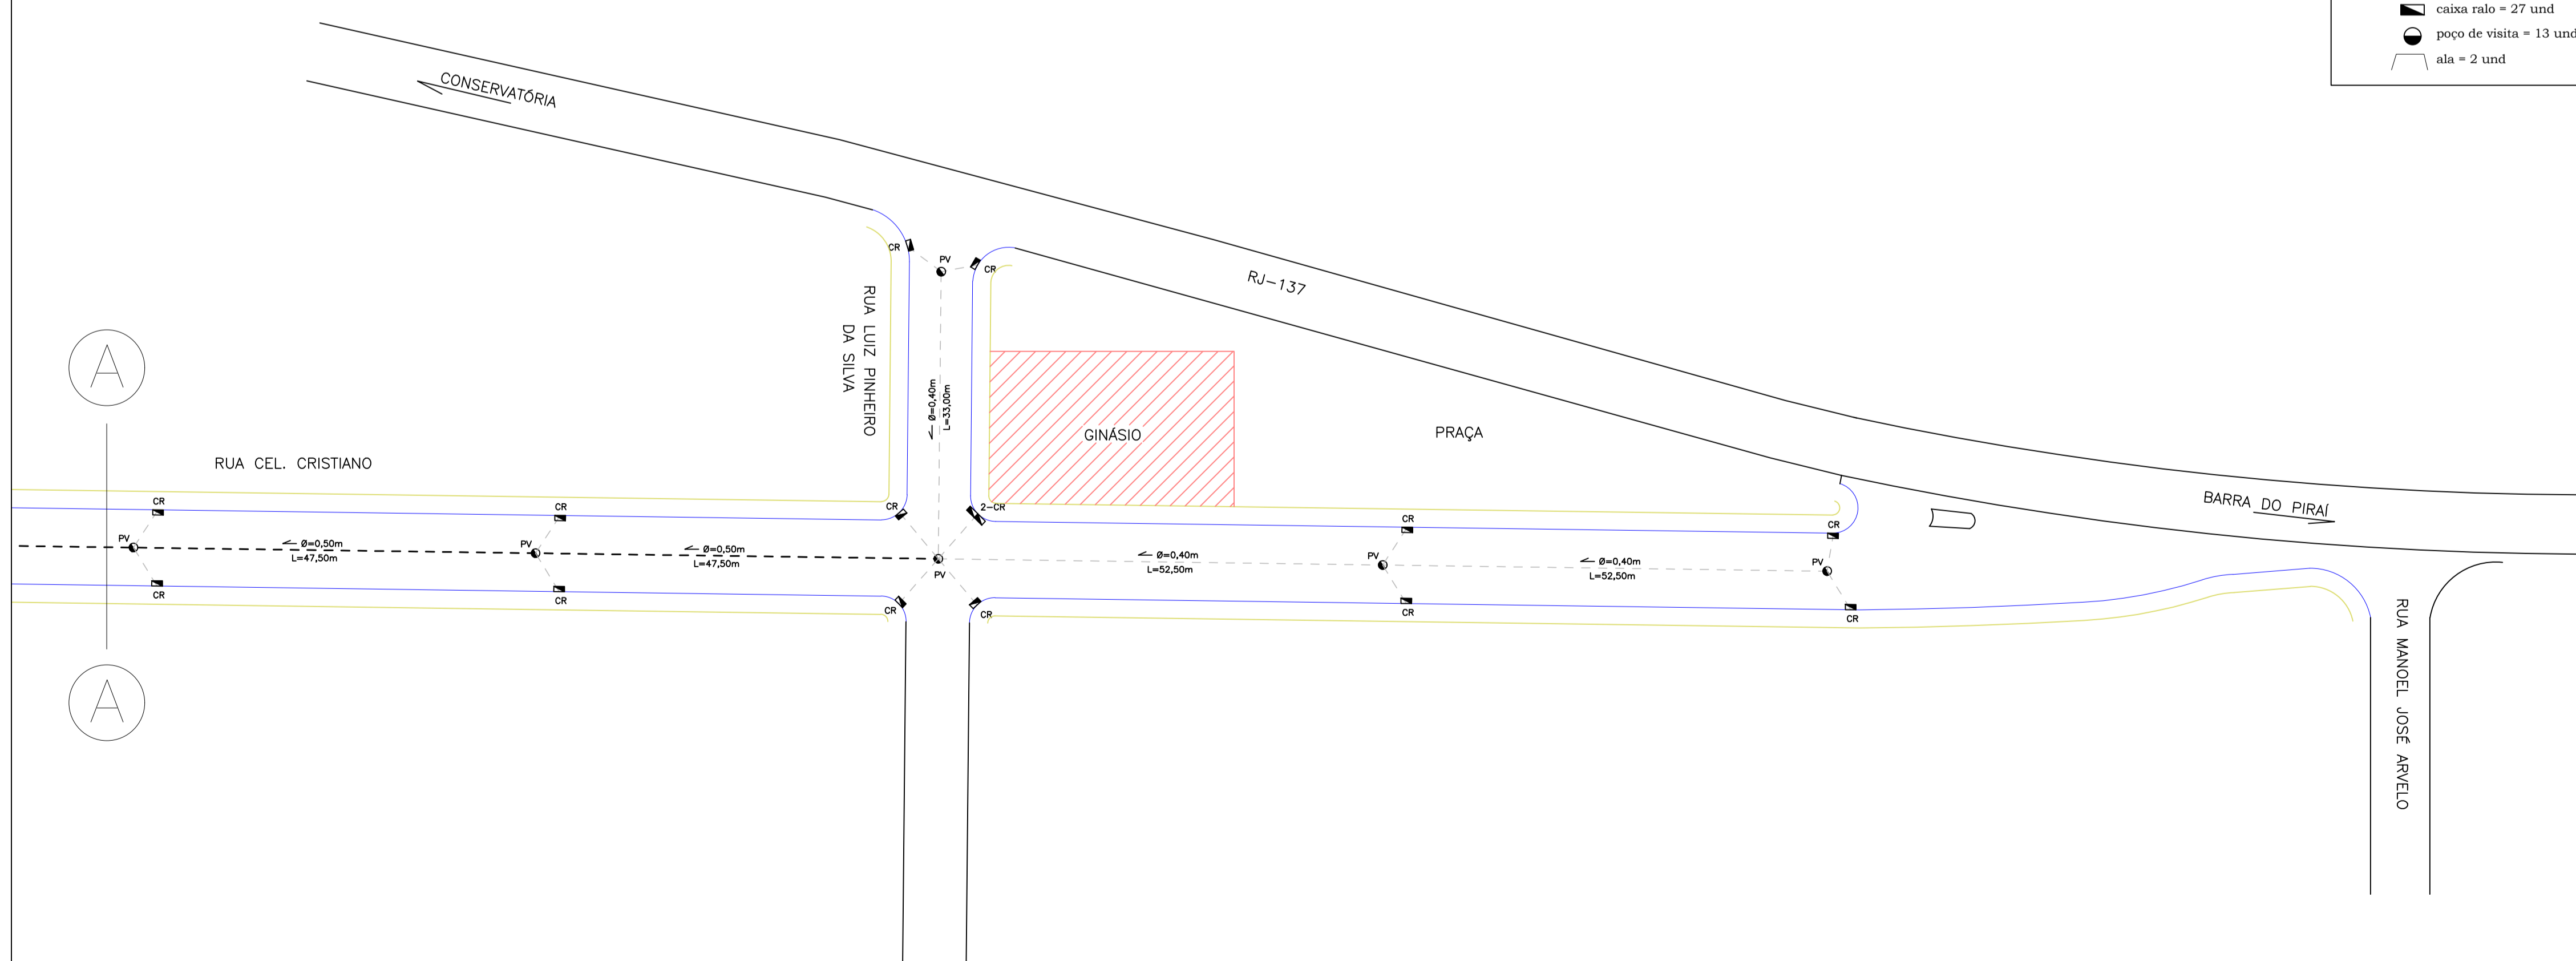 caixa ralo = 27 und
poço de visita = 13 und
ala = 2 und
CONSERVATÓRIA
RJ-137
BARRA DO PIRAÍ
CR
PV
CR
RUA LUIZ PINHEIRO
DA SILVA
Ø=0,40m
L=33,00m
GINÁSIO
PRAÇA
A
RUA CEL. CRISTIANO
CR
CR
CR
2-CR
CR
CR
PV
Ø=0,50m
L=47,50m
PV
Ø=0,50m
L=47,50m
PV
Ø=0,40m
L=52,50m
PV
Ø=0,40m
L=52,50m
PV
CR
CR
CR
CR
CR
CR
A
RUA MANOEL JOSÉ ARVELO